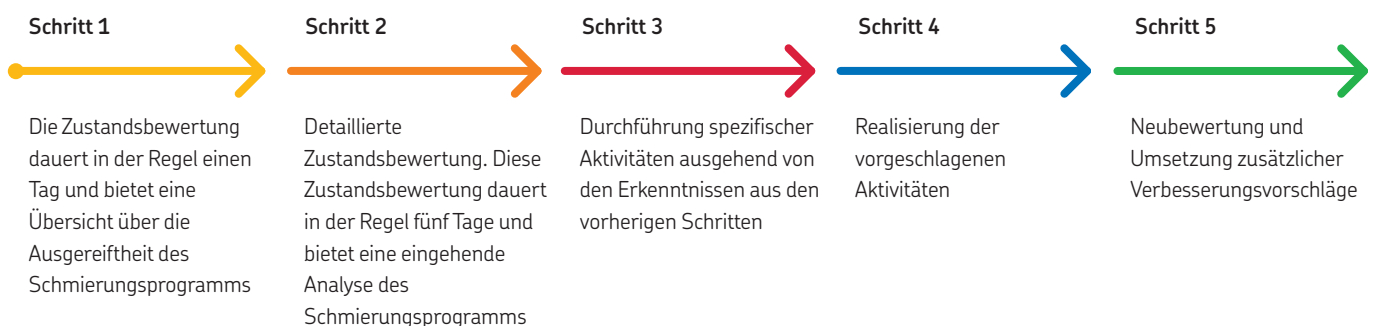 Schritt 1
Die Zustandsbewertung
dauert in der Regel einen
Tag und bietet eine
Übersicht über die
Ausgereiftheit des
Schmierungsprogramms
Schritt 2
Detaillierte
Zustandsbewertung. Diese
Zustandsbewertung dauert
in der Regel fünf Tage und
bietet eine eingehende
Analyse des
Schmierungsprogramms
Schritt 3
Durchführung spezifischer
Aktivitäten ausgehend von
den Erkenntnissen aus den
vorherigen Schritten
Schritt 4
Realisierung der
vorgeschlagenen
Aktivitäten
Schritt 5
Neubewertung und
Umsetzung zusätzlicher
Verbesserungsvorschläge